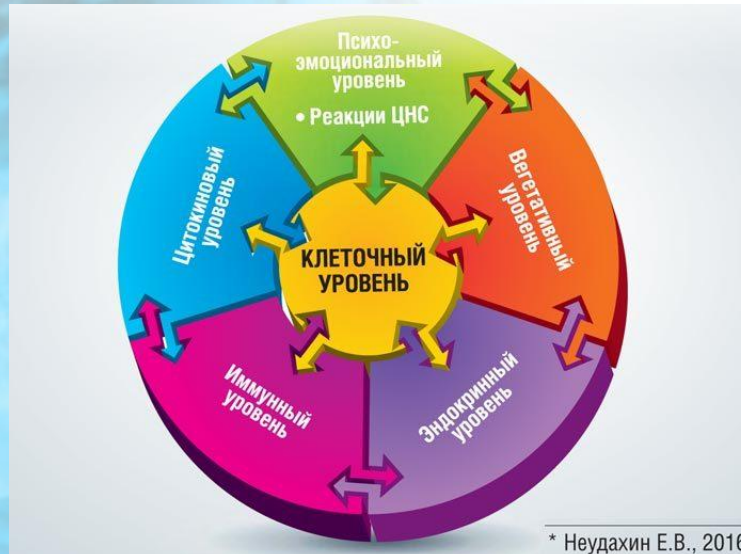 Психо-
эмоциональный
уровень
• Реакции ЦНС
Вегетативный
уровень
Цитокиновый
уровень
КЛЕТОЧНЫЙ
УРОВЕНЬ
Иммунный
уровень
Эндокринный
уровень
* Неудахин Е.В., 2016